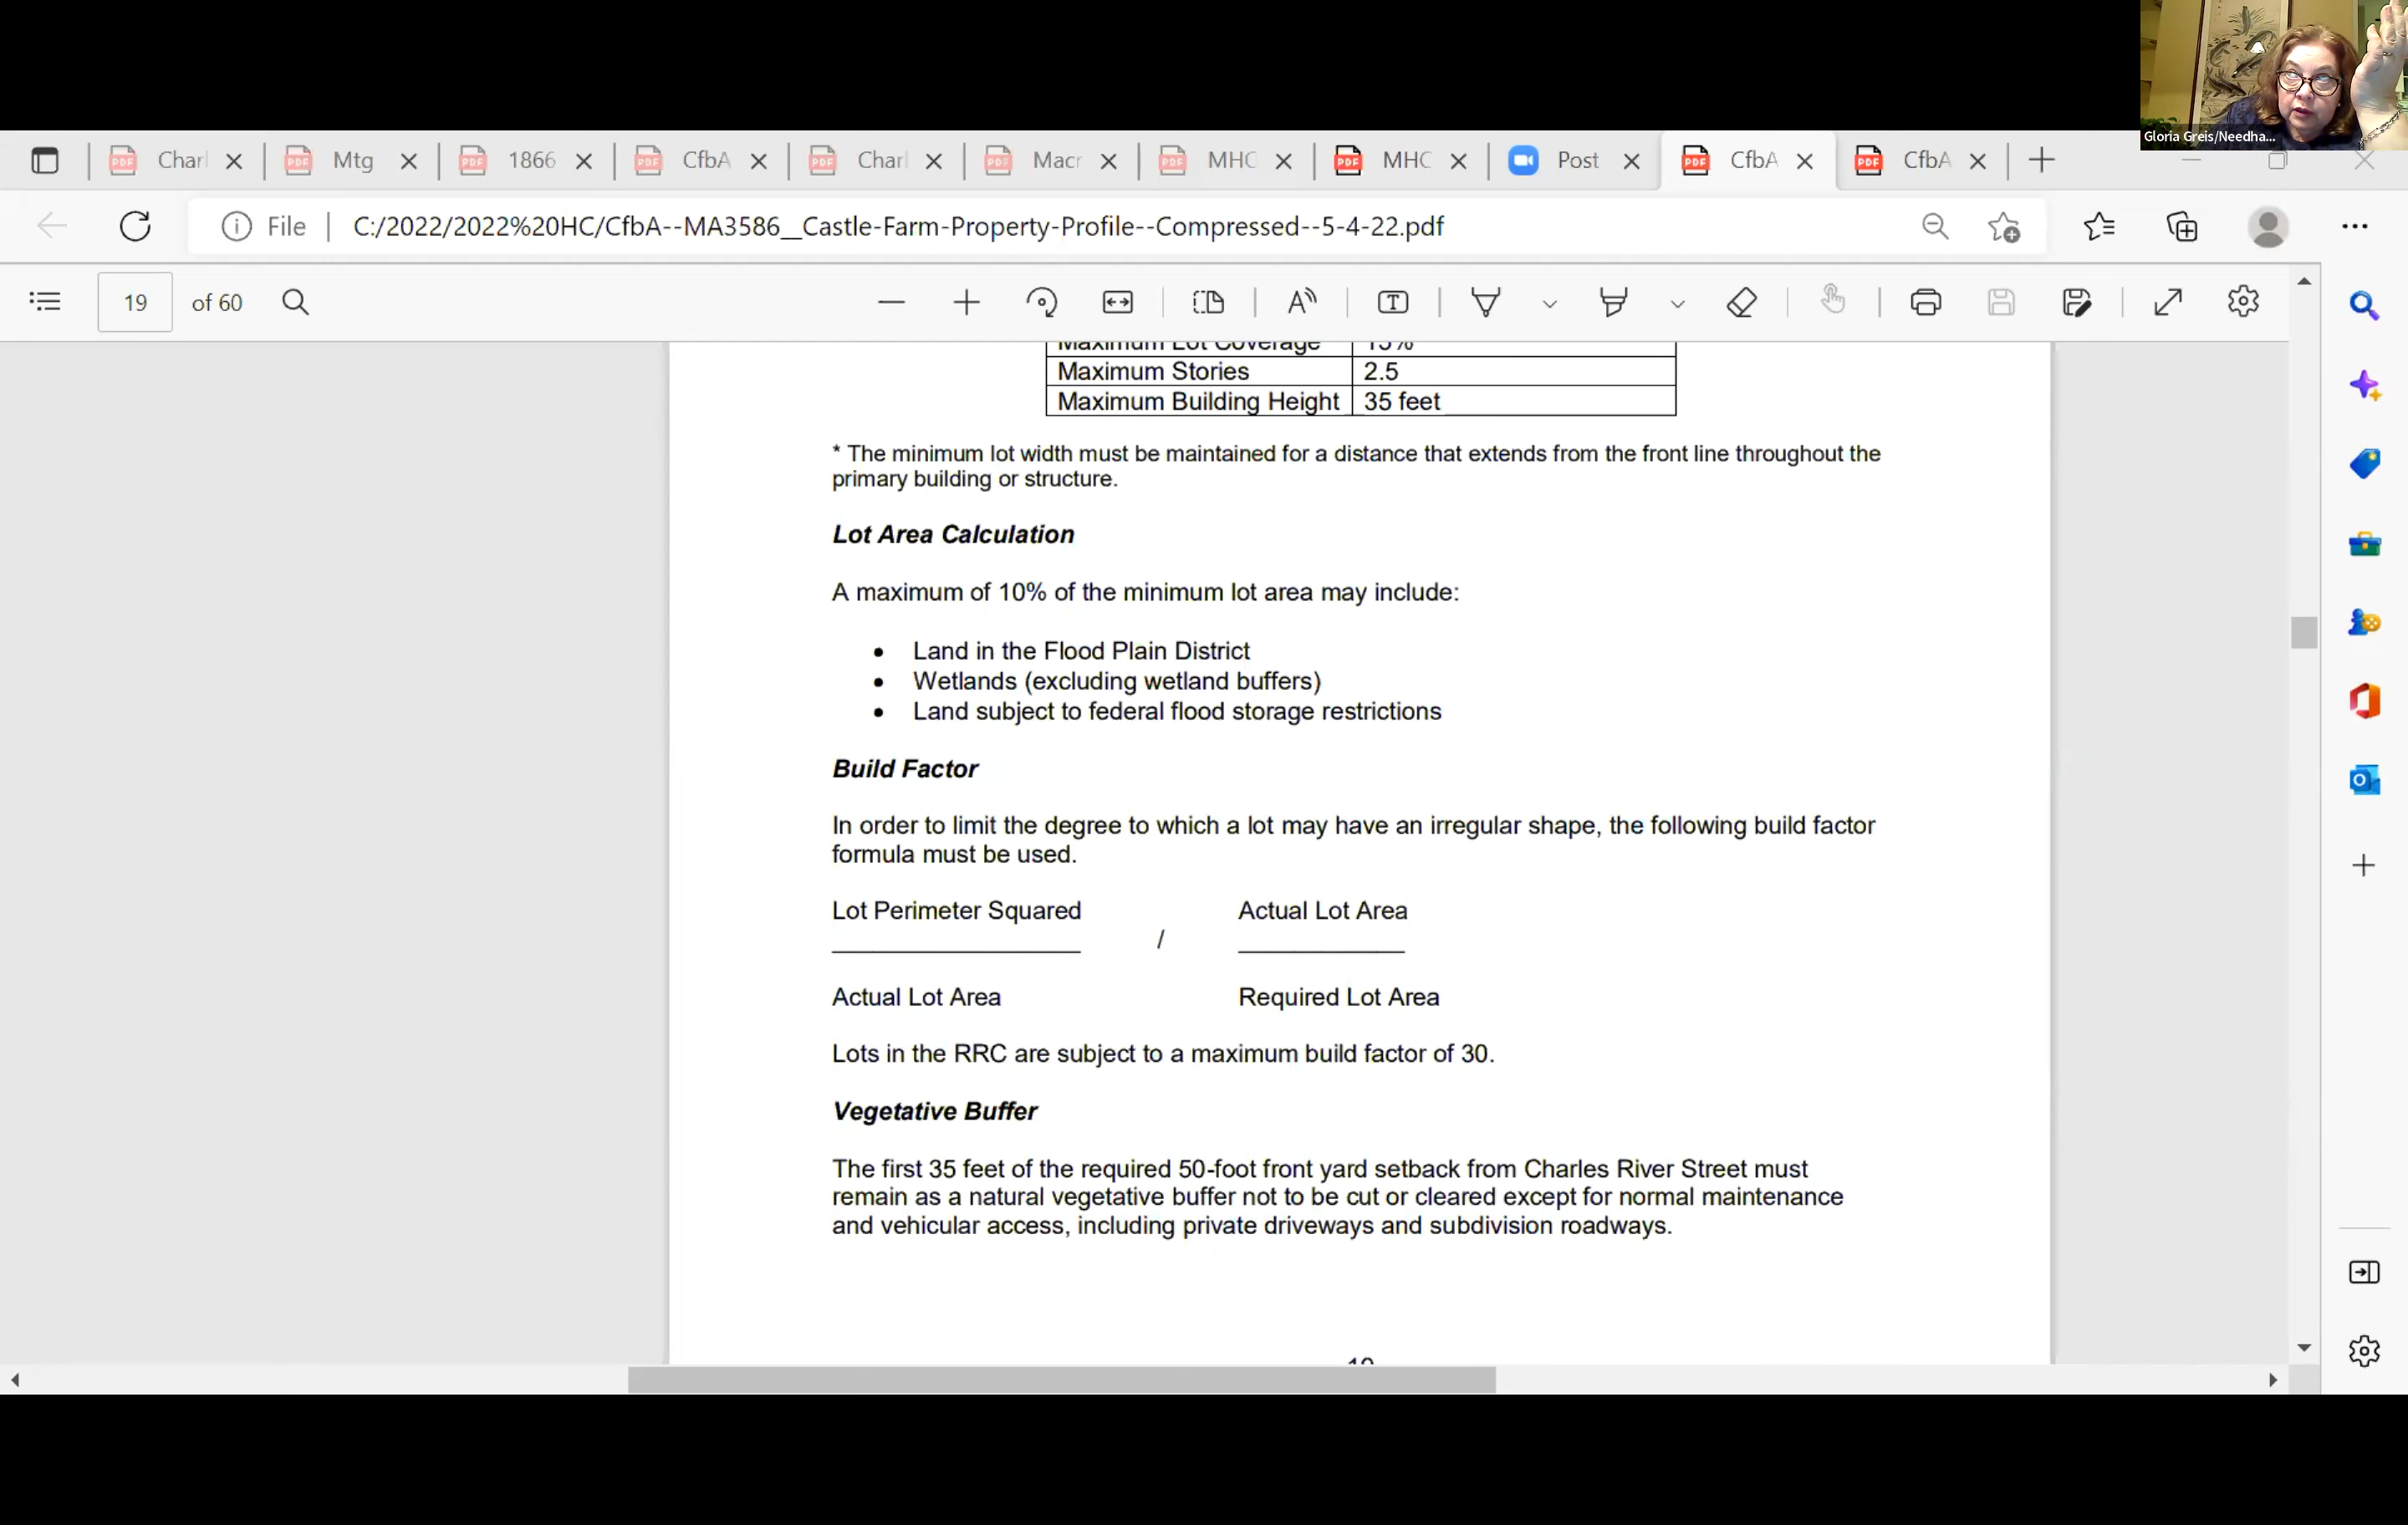 Gloria Greis/Needha...
Charl
Mtg
1866
CfbA
Charl
Macr
MHC
MHC
Post
CfbA
CfbA
File
C:/2022/2022%20HC/CfbA--MA3586__Castle-Farm-Property-Profile--Compressed--5-4-22.pdf
19 of 60
Maximum Lot Coverage 15%
Maximum Stories 2.5
Maximum Building Height 35 feet
* The minimum lot width must be maintained for a distance that extends from the front line throughout the
primary building or structure.
Lot Area Calculation
A maximum of 10% of the minimum lot area may include:
• Land in the Flood Plain District
• Wetlands (excluding wetland buffers)
• Land subject to federal flood storage restrictions
Build Factor
In order to limit the degree to which a lot may have an irregular shape, the following build factor
formula must be used.
Lot Perimeter Squared Actual Lot Area
/
Actual Lot Area Required Lot Area
Lots in the RRC are subject to a maximum build factor of 30.
Vegetative Buffer
The first 35 feet of the required 50-foot front yard setback from Charles River Street must
remain as a natural vegetative buffer not to be cut or cleared except for normal maintenance
and vehicular access, including private driveways and subdivision roadways.